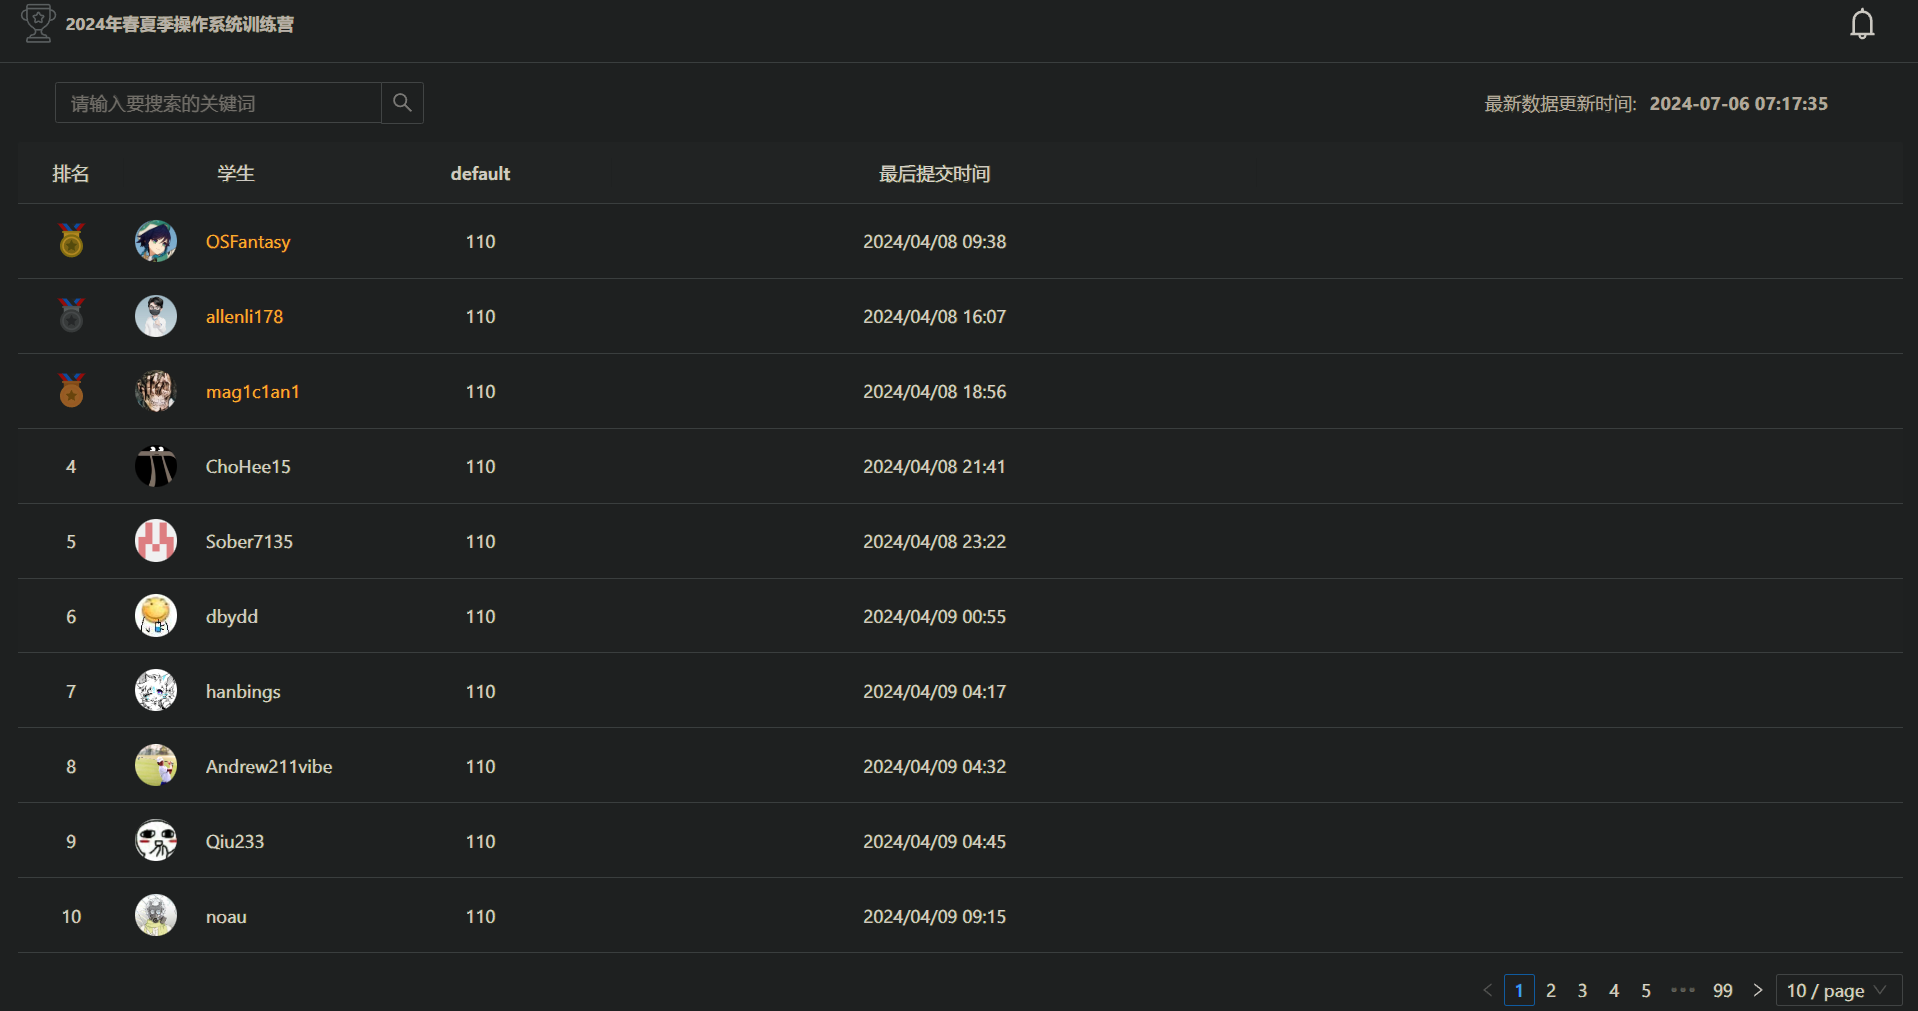 2024年春夏季操作系统训练营
请输入要搜索的关键词
最新数据更新时间: 2024-07-06 07:17:35
排名 学生 default 最后提交时间
OSFantasy 110 2024/04/08 09:38
allenli178 110 2024/04/08 16:07
mag1c1an1 110 2024/04/08 18:56
4 ChoHee15 110 2024/04/08 21:41
5 Sober7135 110 2024/04/08 23:22
6 dbydd 110 2024/04/09 00:55
7 hanbings 110 2024/04/09 04:17
8 Andrew211vibe 110 2024/04/09 04:32
9 Qiu233 110 2024/04/09 04:45
10 noau 110 2024/04/09 09:15
1 2 3 4 5 ••• 99 10 / page